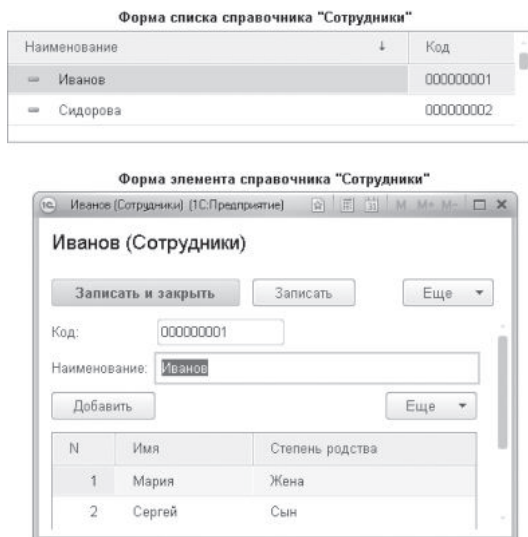 Форма списка справочника "Сотрудники"
Наименование ↓ Код
Иванов 000000001
Сидорова 000000002
Форма элемента справочника "Сотрудники"
1С Иванов (Сотрудники) (1С:Предприятие) 31 M M+ M-
Иванов (Сотрудники)
Записать и закрыть Записать Еще
Код: 000000001
Наименование: Иванов
Добавить Еще
N Имя Степень родства
1 Мария Жена
2 Сергей Сын